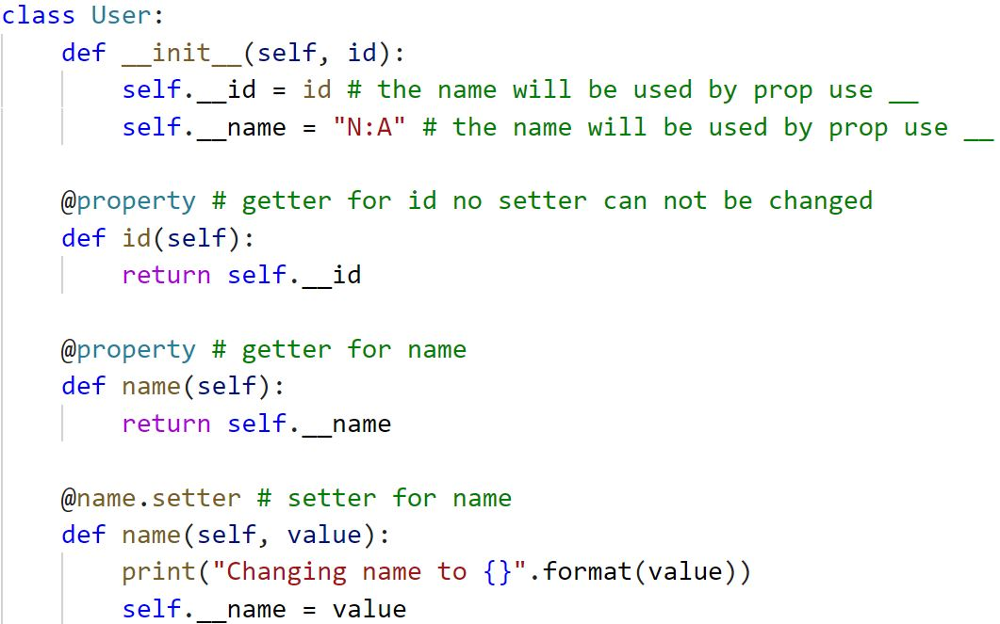 class User:
    def __init__(self, id):
        self.__id = id # the name will be used by prop use __
        self.__name = "N:A" # the name will be used by prop use __

    @property # getter for id no setter can not be changed
    def id(self):
        return self.__id

    @property # getter for name
    def name(self):
        return self.__name

    @name.setter # setter for name
    def name(self, value):
        print("Changing name to {}".format(value))
        self.__name = value